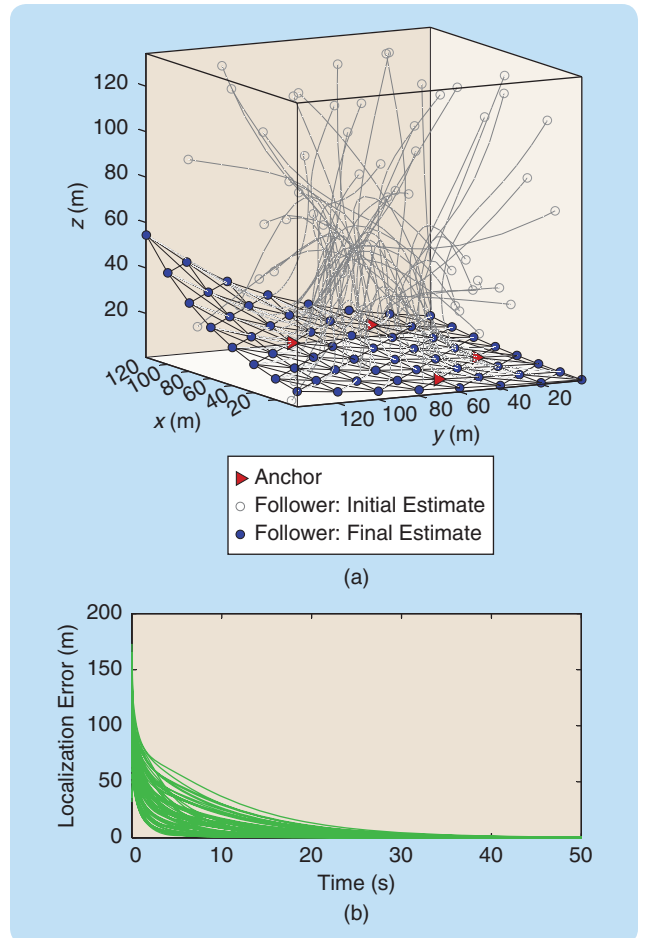 120
100
80
60
40
20
z (m)
120
100
80
60
40
20
x (m)
120
100
80
60
40
20
y (m)
Anchor
Follower: Initial Estimate
Follower: Final Estimate
(a)
200
150
100
50
0
Localization Error (m)
0 10 20 30 40 50
Time (s)
(b)